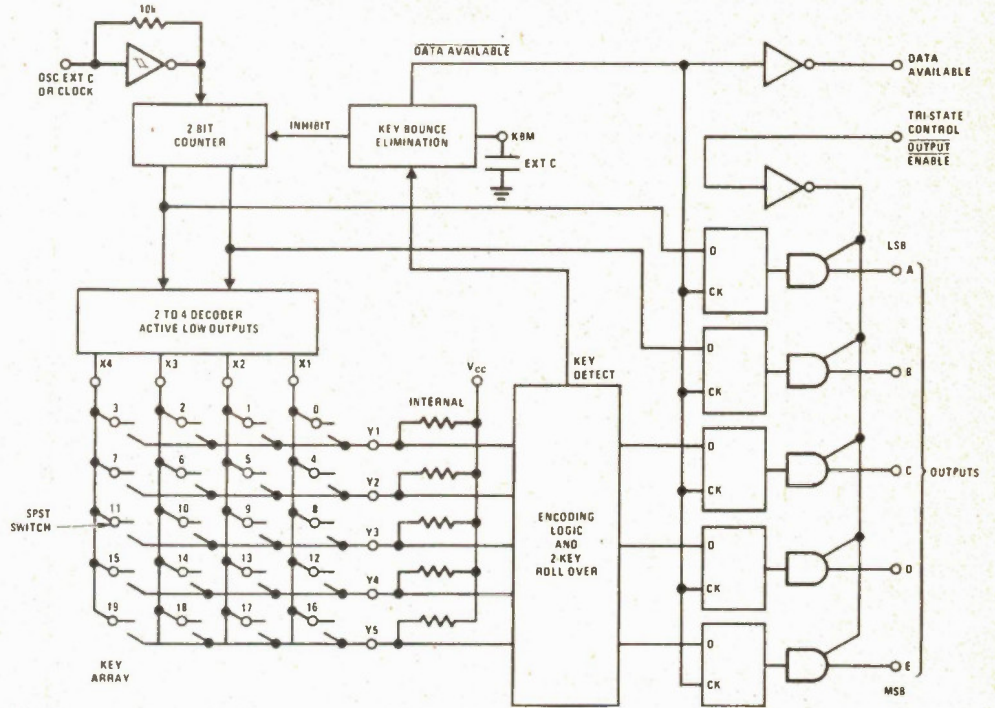 10k
OSC EXT C
OR CLOCK
DATA AVAILABLE
DATA
AVAILABLE
2 BIT
COUNTER
INHIBIT
KEY BOUNCE
ELIMINATION
KBM
EXT C
TRI STATE
CONTROL
OUTPUT
ENABLE
2 TO 4 DECODER
ACTIVE LOW OUTPUTS
X4 X3 X2 X1
KEY
DETECT
VCC
INTERNAL
3 2 1 0 Y1
7 6 5 4 Y2
SPST
SWITCH
11 10 9 8 Y3
15 14 13 12 Y4
19 18 17 16 Y5
KEY
ARRAY
ENCODING
LOGIC
AND
2-KEY
ROLL OVER
D
CK
LSB
A
D
CK
B
D
CK
C
OUTPUTS
D
CK
D
D
CK
E
MSB